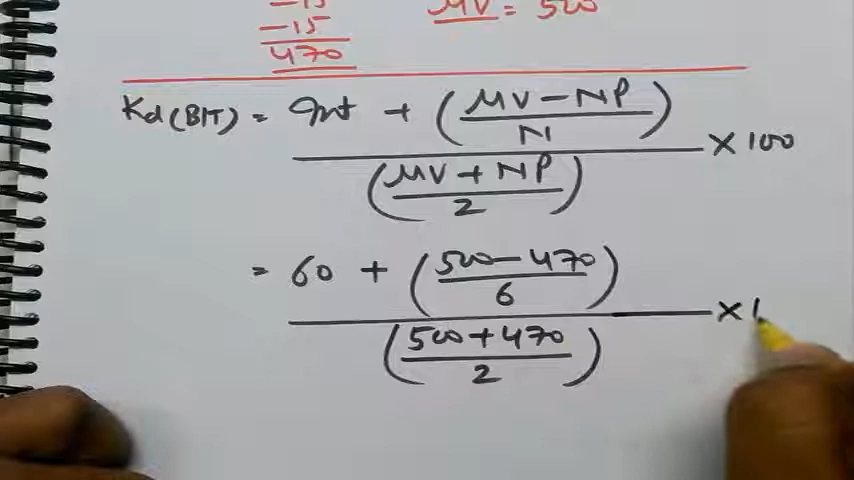 -15
-15
470
MV = 500
Kd (BIT) = Int + ( MV - NP / N ) / ( MV + NP / 2 ) × 100
= 60 + ( 500 - 470 / 6 ) / ( 500 + 470 / 2 ) × 1